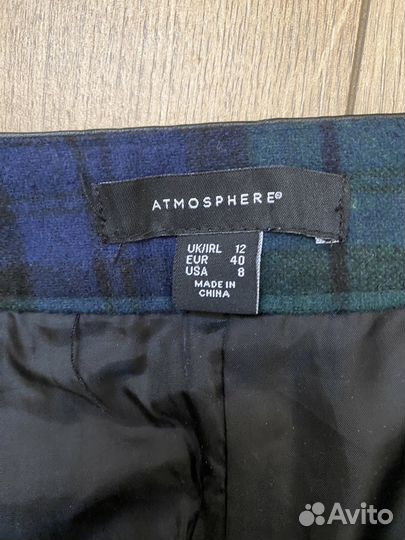 ATMOSPHERE®
UK/IRL 12
EUR 40
USA 8
MADE IN
CHINA
Avito